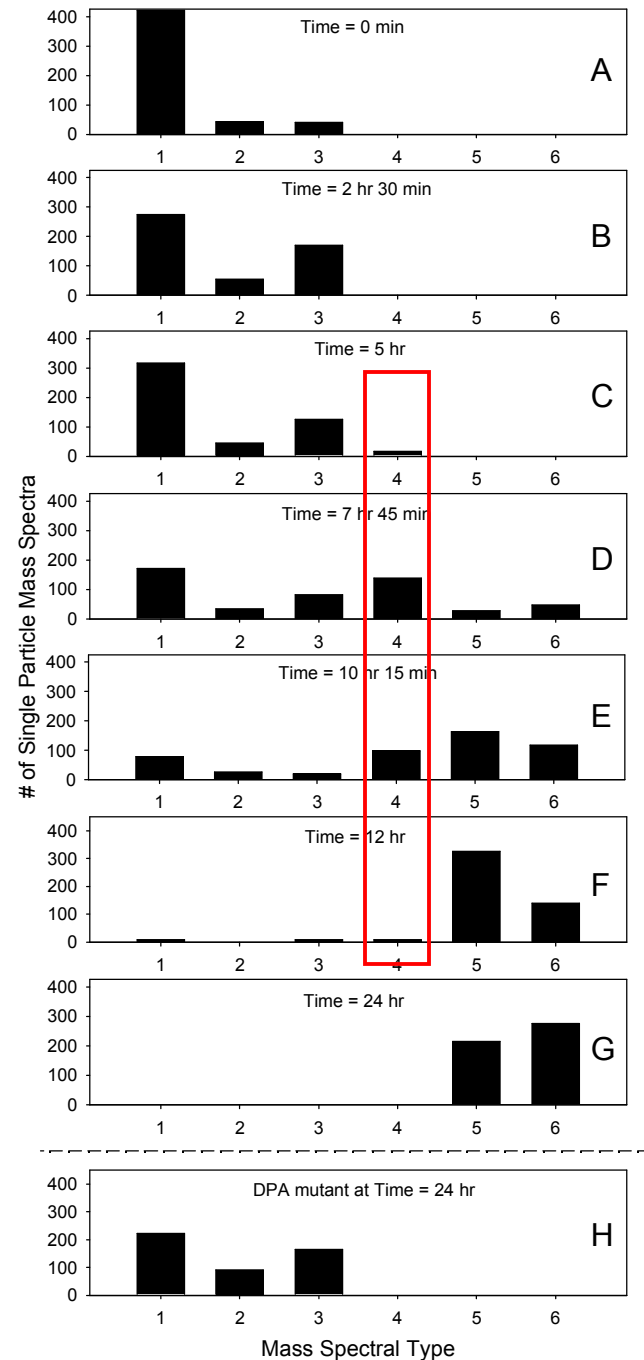 # of Single Particle Mass Spectra
400
300
200
100
0
Time = 0 min
A
1 2 3 4 5 6
400
300
200
100
0
Time = 2 hr 30 min
B
1 2 3 4 5 6
400
300
200
100
0
Time = 5 hr
C
1 2 3 4 5 6
400
300
200
100
0
Time = 7 hr 45 min
D
1 2 3 4 5 6
400
300
200
100
0
Time = 10 hr 15 min
E
1 2 3 4 5 6
400
300
200
100
0
Time = 12 hr
F
1 2 3 4 5 6
400
300
200
100
0
Time = 24 hr
G
1 2 3 4 5 6
400
300
200
100
0
DPA mutant at Time = 24 hr
H
1 2 3 4 5 6
Mass Spectral Type